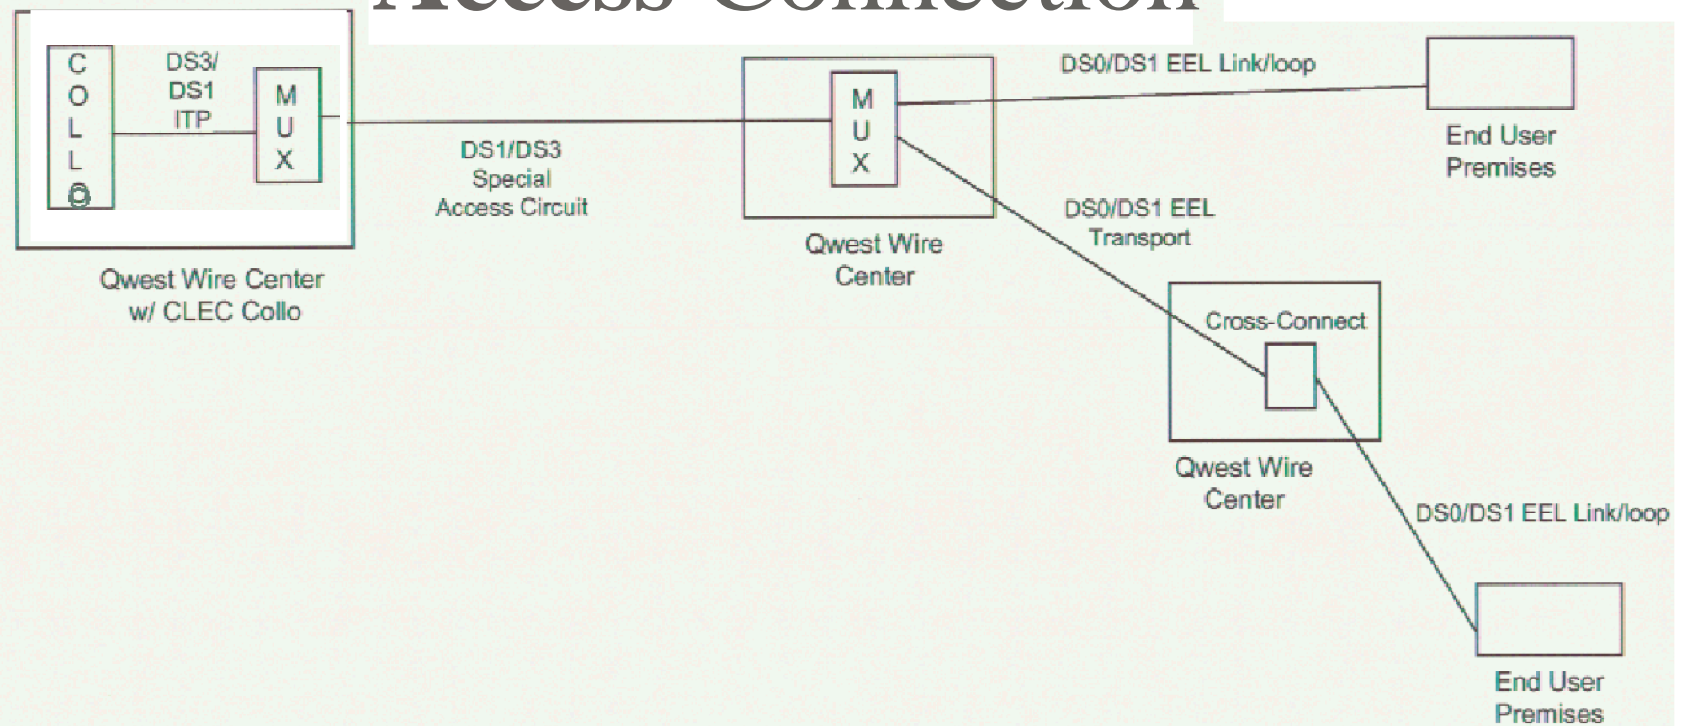 Access Connection
C
O
L
L
O
DS3/
DS1
ITP
M
U
X
DS1/DS3
Special
Access Circuit
Qwest Wire Center
w/ CLEC Collo
M
U
X
Qwest Wire
Center
DS0/DS1 EEL Link/loop
End User
Premises
DS0/DS1 EEL
Transport
Cross-Connect
Qwest Wire
Center
DS0/DS1 EEL Link/loop
End User
Premises